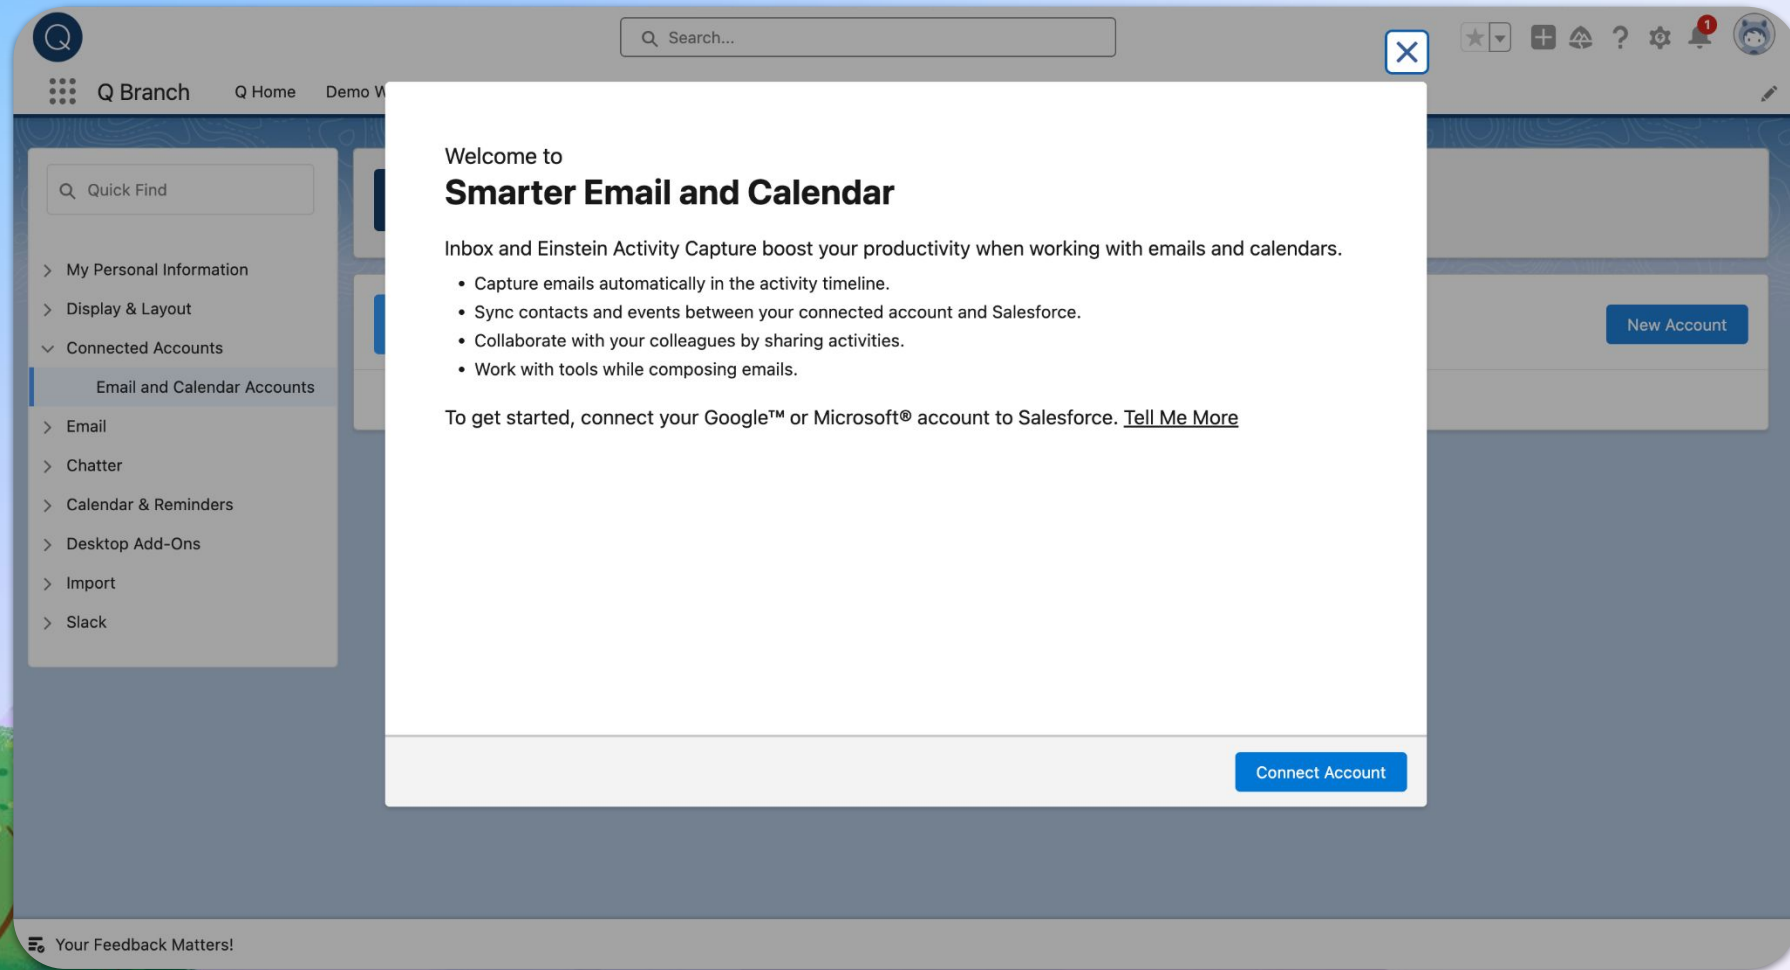 Q
Search...
1
Q Branch
Q Home
Demo W
Quick Find
My Personal Information
Display & Layout
Connected Accounts
Email and Calendar Accounts
Email
Chatter
Calendar & Reminders
Desktop Add-Ons
Import
Slack
Welcome to
Smarter Email and Calendar
Inbox and Einstein Activity Capture boost your productivity when working with emails and calendars.
• Capture emails automatically in the activity timeline.
• Sync contacts and events between your connected account and Salesforce.
• Collaborate with your colleagues by sharing activities.
• Work with tools while composing emails.
To get started, connect your Google™ or Microsoft® account to Salesforce. Tell Me More
New Account
Connect Account
Your Feedback Matters!